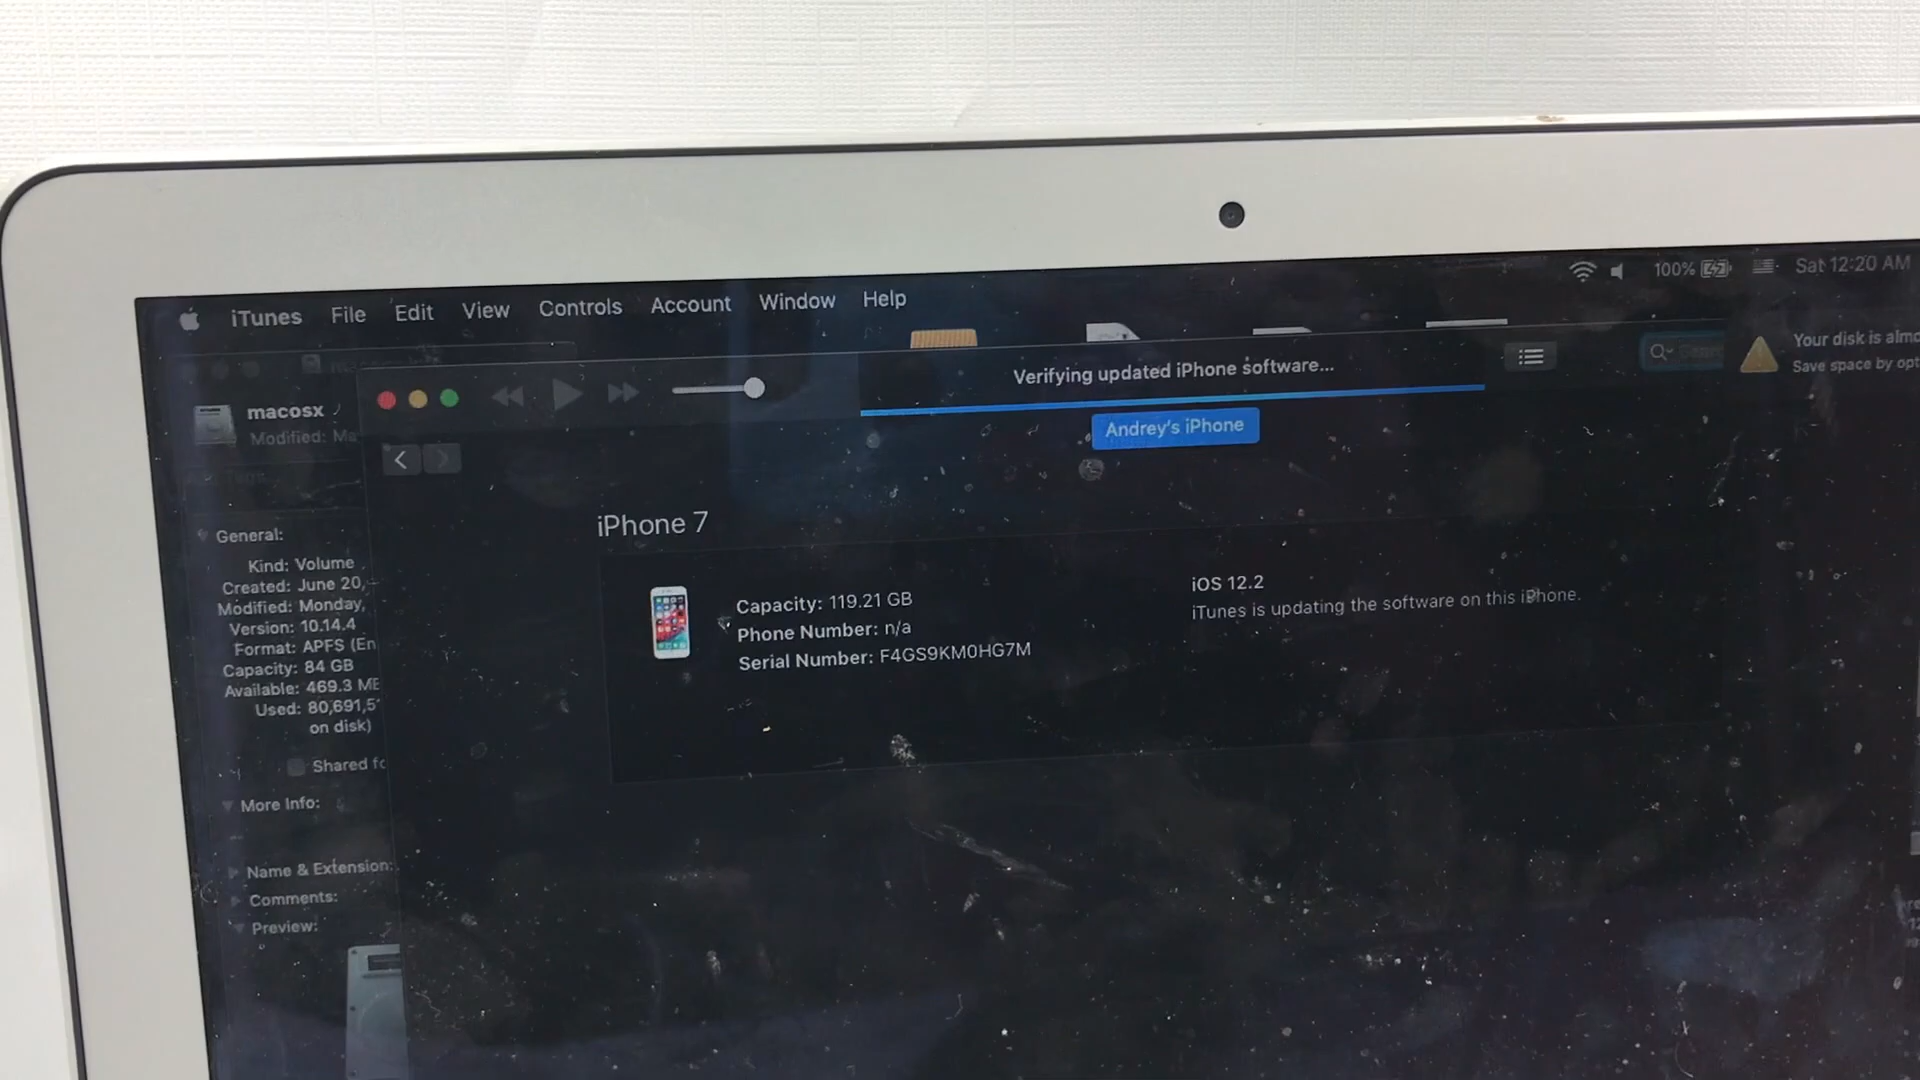 iTunes File Edit View Controls Account Window Help
100% Sat 12:20 AM
Your disk is almo
Save space by opt
Verifying updated iPhone software...
Andrey's iPhone
macosx
Modified: Ma
General:
Kind: Volume
Created: June 20,
Modified: Monday,
Version: 10.14.4
Format: APFS (En
Capacity: 84 GB
Available: 469.3 ME
Used: 80,691,5
on disk)
Shared fo
More Info:
Name & Extension:
Comments:
Preview:
iPhone 7
Capacity: 119.21 GB
Phone Number: n/a
Serial Number: F4GS9KM0HG7M
iOS 12.2
iTunes is updating the software on this iPhone.